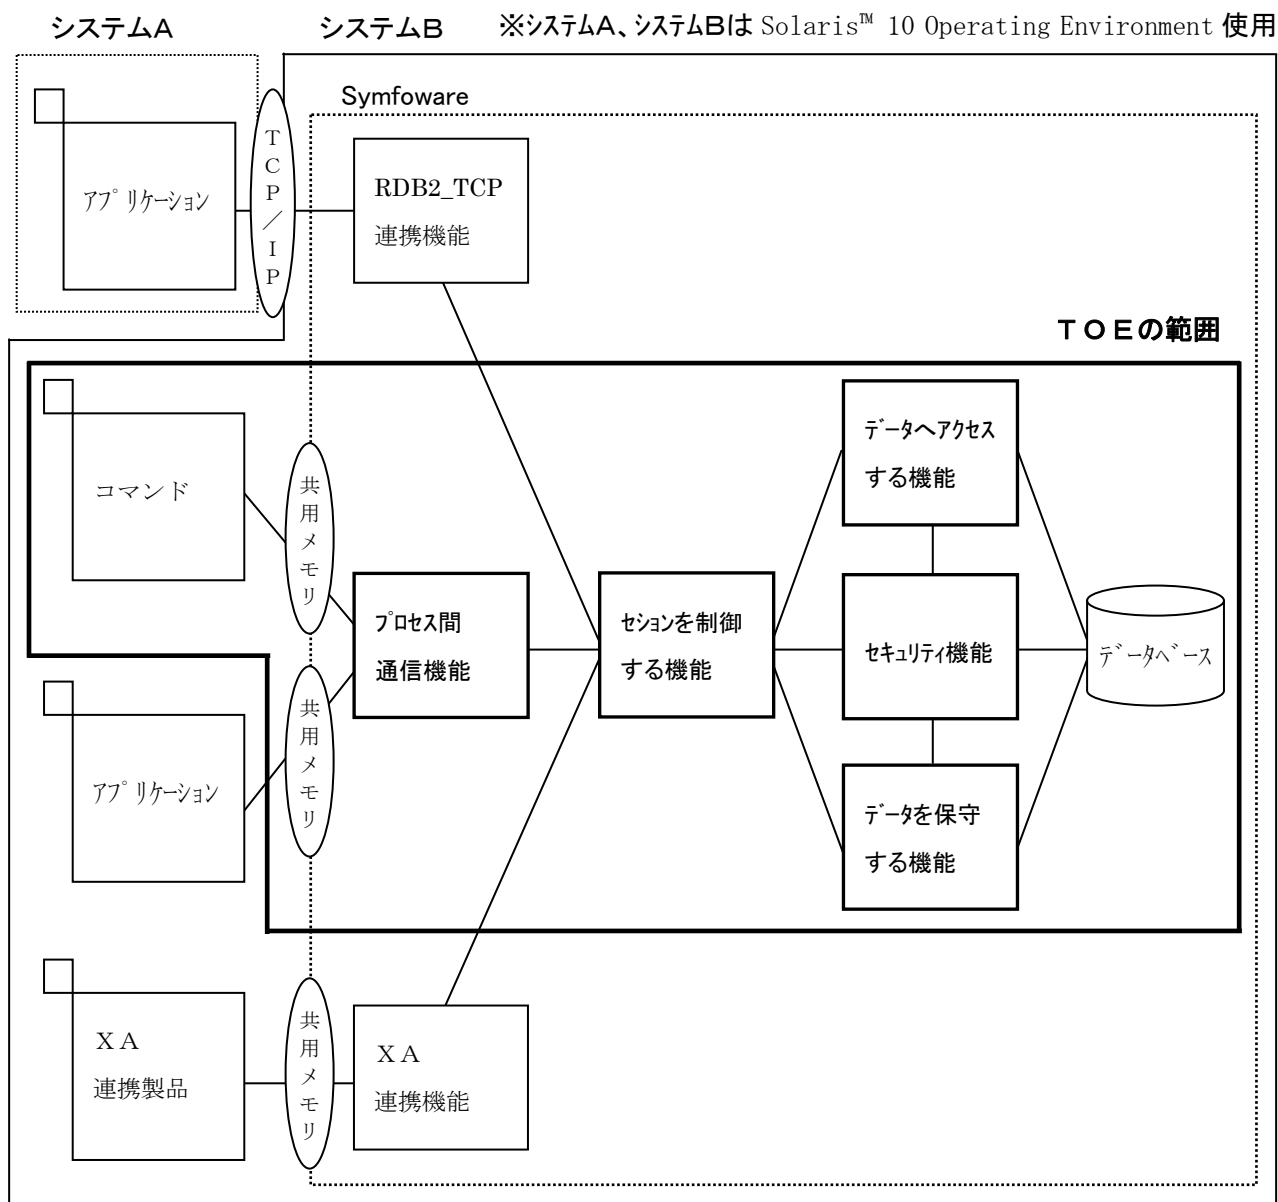 システムA
システムB
※システムA、システムBは Solaris™ 10 Operating Environment 使用
Symfoware
TCP／IP
アプリケーション
RDB2_TCP
連携機能
TOEの範囲
コマンド
共用メモリ
データへアクセス
する機能
プロセス間
通信機能
セションを制御
する機能
セキュリティ機能
データベース
アプリケーション
共用メモリ
データを保守
する機能
XA
連携製品
共用メモリ
XA
連携機能